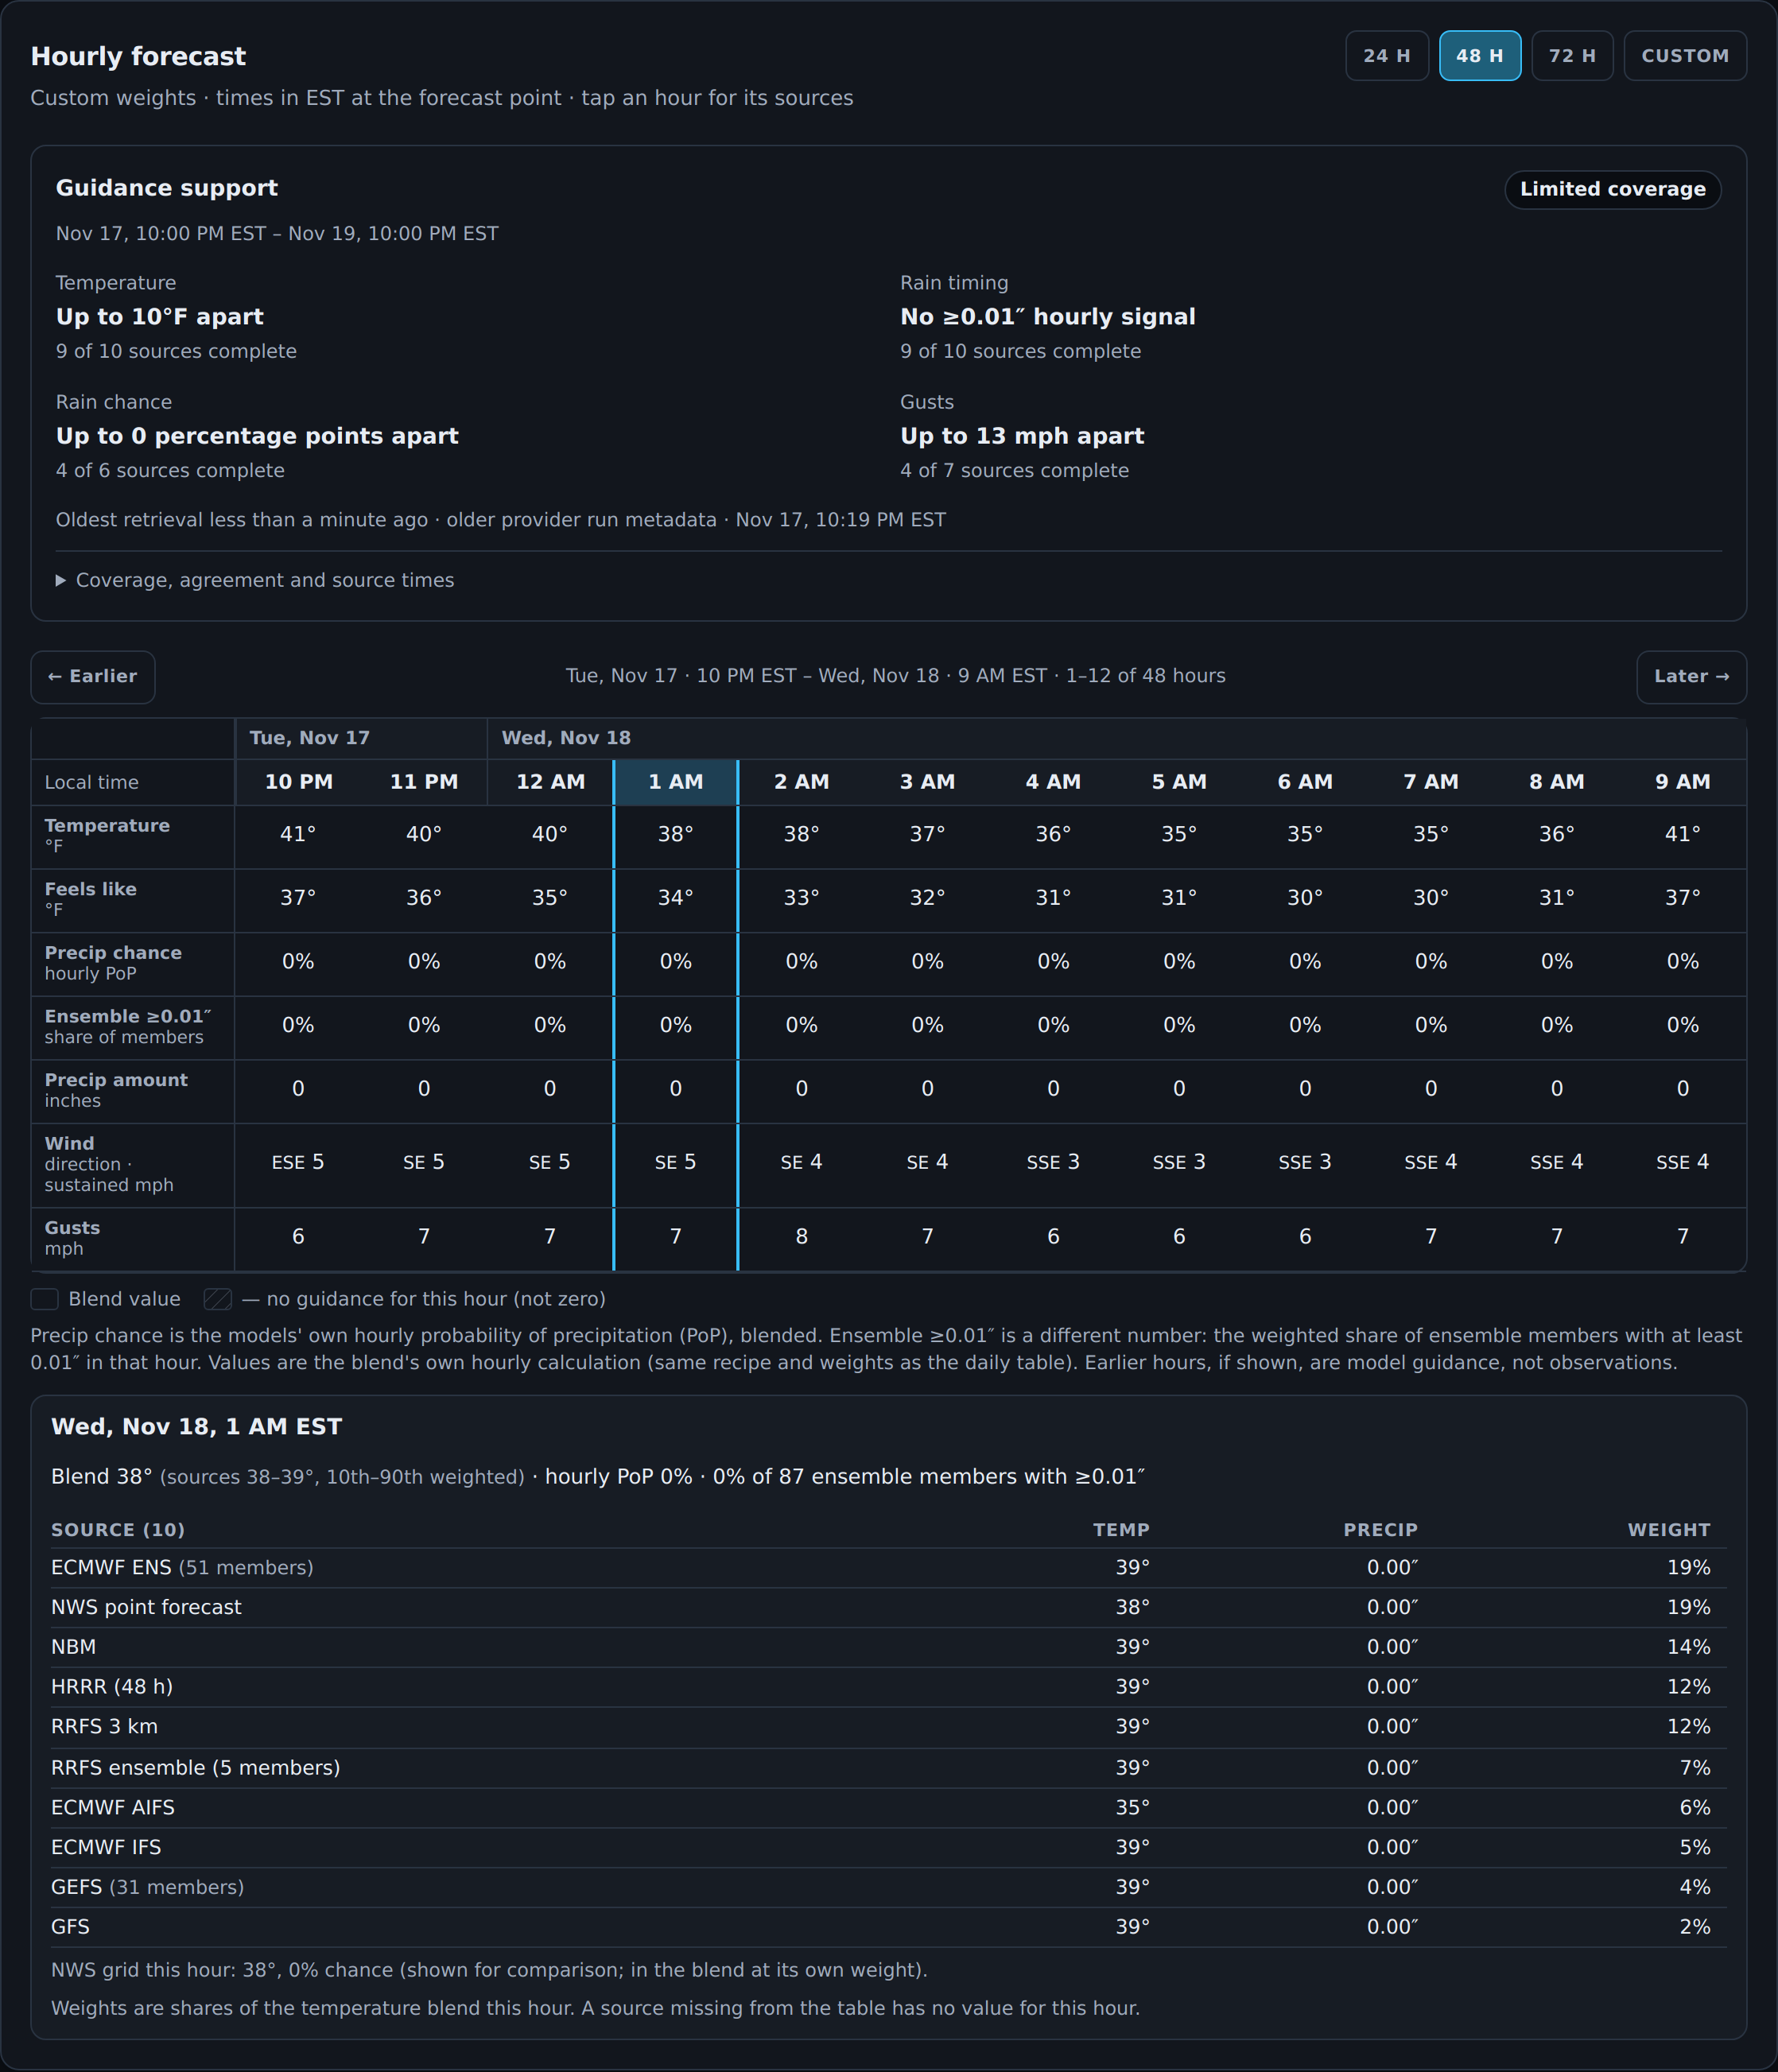 Hourly forecast
24 H 48 H 72 H CUSTOM
Custom weights · times in EST at the forecast point · tap an hour for its sources
Guidance support
Limited coverage
Nov 17, 10:00 PM EST – Nov 19, 10:00 PM EST
Temperature
Up to 10°F apart
9 of 10 sources complete
Rain timing
No ≥0.01″ hourly signal
9 of 10 sources complete
Rain chance
Up to 0 percentage points apart
4 of 6 sources complete
Gusts
Up to 13 mph apart
4 of 7 sources complete
Oldest retrieval less than a minute ago · older provider run metadata · Nov 17, 10:19 PM EST
▶ Coverage, agreement and source times
← Earlier
Tue, Nov 17 · 10 PM EST – Wed, Nov 18 · 9 AM EST · 1–12 of 48 hours
Later →
Tue, Nov 17 Wed, Nov 18
Local time 10 PM 11 PM 12 AM 1 AM 2 AM 3 AM 4 AM 5 AM 6 AM 7 AM 8 AM 9 AM
Temperature
°F
41° 40° 40° 38° 38° 37° 36° 35° 35° 35° 36° 41°
Feels like
°F
37° 36° 35° 34° 33° 32° 31° 31° 30° 30° 31° 37°
Precip chance
hourly PoP
0% 0% 0% 0% 0% 0% 0% 0% 0% 0% 0% 0%
Ensemble ≥0.01″
share of members
0% 0% 0% 0% 0% 0% 0% 0% 0% 0% 0% 0%
Precip amount
inches
0 0 0 0 0 0 0 0 0 0 0 0
Wind
direction ·
sustained mph
ESE 5 SE 5 SE 5 SE 5 SE 4 SE 4 SSE 3 SSE 3 SSE 3 SSE 4 SSE 4 SSE 4
Gusts
mph
6 7 7 7 8 7 6 6 6 7 7 7
Blend value — no guidance for this hour (not zero)
Precip chance is the models' own hourly probability of precipitation (PoP), blended. Ensemble ≥0.01″ is a different number: the weighted share of ensemble members with at least
0.01″ in that hour. Values are the blend's own hourly calculation (same recipe and weights as the daily table). Earlier hours, if shown, are model guidance, not observations.
Wed, Nov 18, 1 AM EST
Blend 38° (sources 38–39°, 10th–90th weighted) · hourly PoP 0% · 0% of 87 ensemble members with ≥0.01″
SOURCE (10) TEMP PRECIP WEIGHT
ECMWF ENS (51 members) 39° 0.00″ 19%
NWS point forecast 38° 0.00″ 19%
NBM 39° 0.00″ 14%
HRRR (48 h) 39° 0.00″ 12%
RRFS 3 km 39° 0.00″ 12%
RRFS ensemble (5 members) 39° 0.00″ 7%
ECMWF AIFS 35° 0.00″ 6%
ECMWF IFS 39° 0.00″ 5%
GEFS (31 members) 39° 0.00″ 4%
GFS 39° 0.00″ 2%
NWS grid this hour: 38°, 0% chance (shown for comparison; in the blend at its own weight).
Weights are shares of the temperature blend this hour. A source missing from the table has no value for this hour.